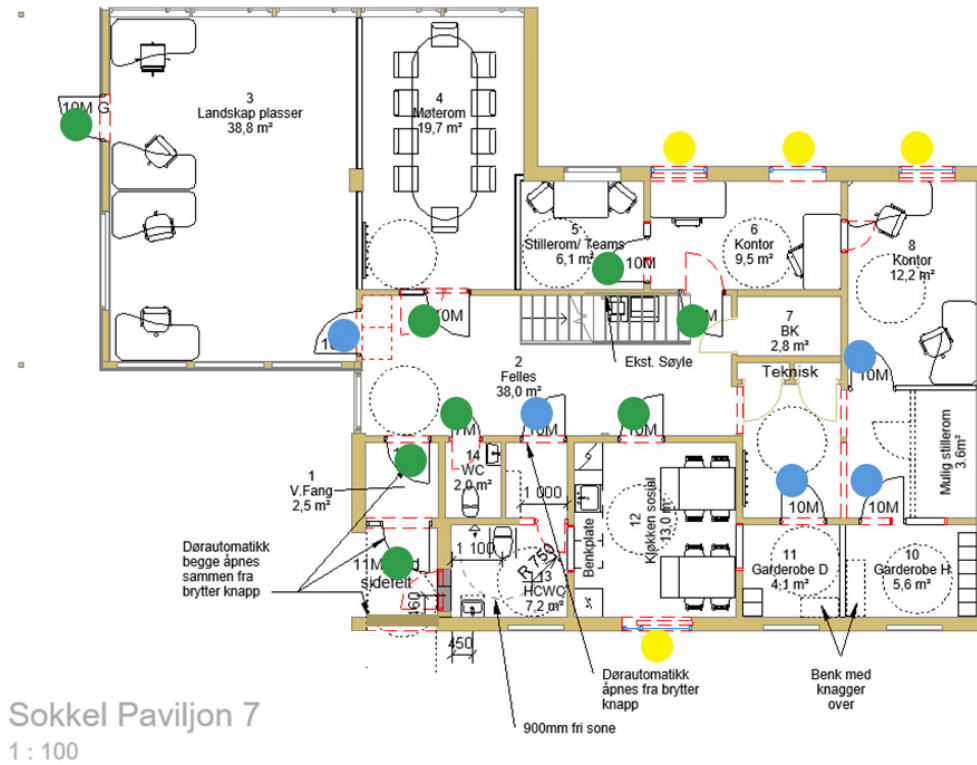 10M G
3
Landskap plasser
38,8 m²
4
Møterom
19,7 m²
5
Stillerom/ Teams
6,1 m²
10M
6
Kontor
9,5 m²
8
Kontor
12,2 m²
10M
7
BK
2,8 m²
Teknisk
Ekst. Søyle
10M
2
Felles
38,0 m²
10M
10M
Mulig stillerom
3.6m²
1
V.Fang
2,5 m²
14
WC
2,0 m²
1 000
12
Kjøkken sosial
13,0 m²
Benkplate
10M
10M
Dørautomatikk
begge åpnes
sammen fra
brytter knapp
11M
sidefelt
1 100
R 750
13
HCWC
7,2 m²
11
Garderobe D
4,1 m²
10
Garderobe H
5,6 m²
450
Dørautomatikk
åpnes fra brytter
knapp
Benk med
knagger
over
900mm fri sone
Sokkel Paviljon 7
1 : 100